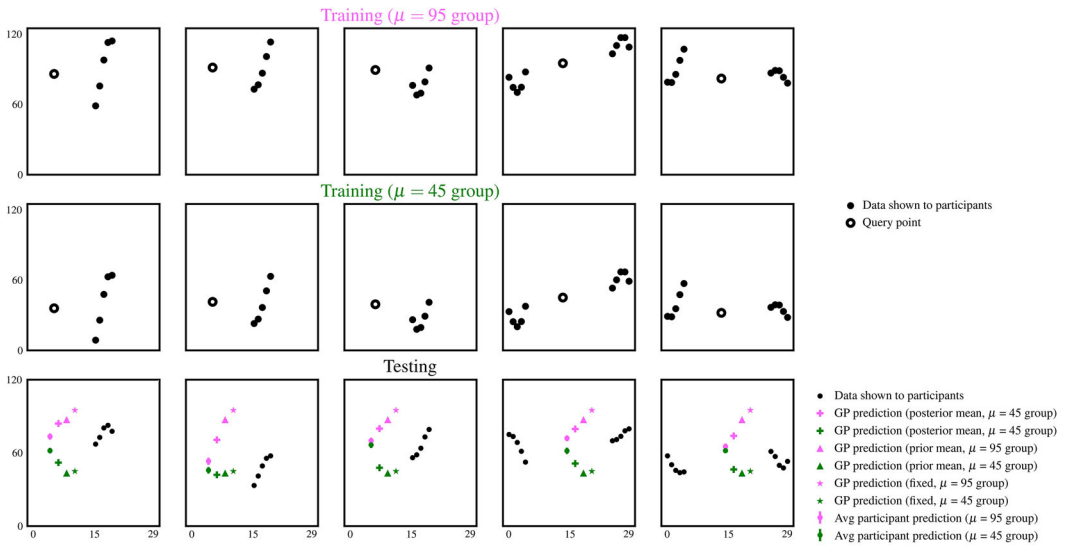 Training (μ = 95 group)
120
60
0
Training (μ = 45 group)
120
60
0
Data shown to participants
Query point
Testing
120
60
0
0 15 29 0 15 29 0 15 29 0 15 29 0 15 29
Data shown to participants
GP prediction (posterior mean, μ = 45 group)
GP prediction (posterior mean, μ = 45 group)
GP prediction (prior mean, μ = 95 group)
GP prediction (prior mean, μ = 45 group)
GP prediction (fixed, μ = 95 group)
GP prediction (fixed, μ = 45 group)
Avg participant prediction (μ = 95 group)
Avg participant prediction (μ = 45 group)